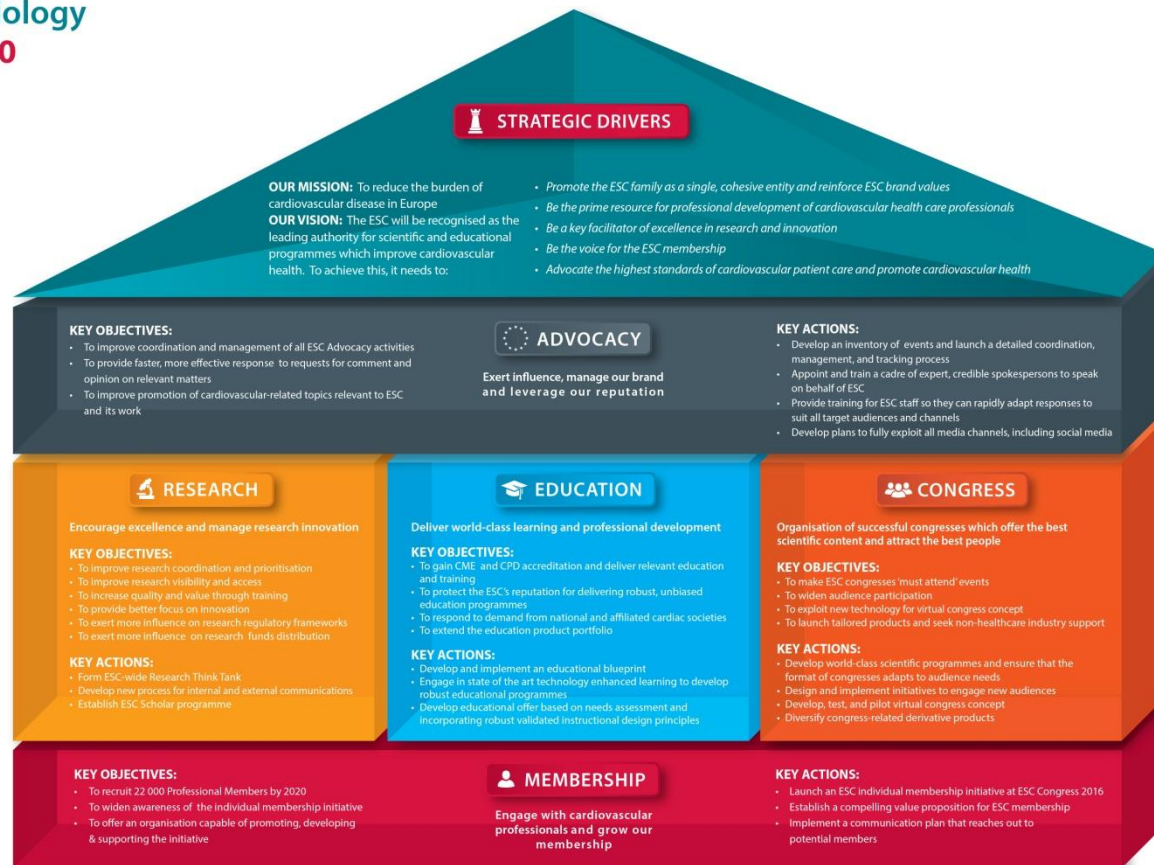 ology
0
STRATEGIC DRIVERS
OUR MISSION: To reduce the burden of
cardiovascular disease in Europe
OUR VISION: The ESC will be recognised as the
leading authority for scientific and educational
programmes which improve cardiovascular
health. To achieve this, it needs to:
• Promote the ESC family as a single, cohesive entity and reinforce ESC brand values
• Be the prime resource for professional development of cardiovascular health care professionals
• Be a key facilitator of excellence in research and innovation
• Be the voice for the ESC membership
• Advocate the highest standards of cardiovascular patient care and promote cardiovascular health
KEY OBJECTIVES:
• To improve coordination and management of all ESC Advocacy activities
• To provide faster, more effective response to requests for comment and
opinion on relevant matters
• To improve promotion of cardiovascular-related topics relevant to ESC
and its work
ADVOCACY
Exert influence, manage our brand
and leverage our reputation
KEY ACTIONS:
• Develop an inventory of events and launch a detailed coordination,
management, and tracking process
• Appoint and train a cadre of expert, credible spokespersons to speak
on behalf of ESC
• Provide training for ESC staff so they can rapidly adapt responses to
suit all target audiences and channels
• Develop plans to fully exploit all media channels, including social media
RESEARCH
Encourage excellence and manage research innovation
KEY OBJECTIVES:
• To improve research coordination and prioritisation
• To improve research visibility and access
• To increase quality and value through training
• To provide better focus on innovation
• To exert more influence on research regulatory frameworks
• To exert more influence on research funds distribution
KEY ACTIONS:
• Form ESC-wide Research Think Tank
• Develop new process for internal and external communications
• Establish ESC Scholar programme
EDUCATION
Deliver world-class learning and professional development
KEY OBJECTIVES:
• To gain CME and CPD accreditation and deliver relevant education
and training
• To protect the ESC's reputation for delivering robust, unbiased
education programmes
• To respond to demand from national and affiliated cardiac societies
• To extend the education product portfolio
KEY ACTIONS:
• Develop and implement an educational blueprint
• Engage in state of the art technology enhanced learning to develop
robust educational programmes
• Develop educational offer based on needs assessment and
incorporating robust validated instructional design principles
CONGRESS
Organisation of successful congresses which offer the best
scientific content and attract the best people
KEY OBJECTIVES:
• To make ESC congresses 'must attend' events
• To widen audience participation
• To exploit new technology for virtual congress concept
• To launch tailored products and seek non-healthcare industry support
KEY ACTIONS:
• Develop world-class scientific programmes and ensure that the
format of congresses adapts to audience needs
• Design and implement initiatives to engage new audiences
• Develop, test, and pilot virtual congress concept
• Diversify congress-related derivative products
KEY OBJECTIVES:
• To recruit 22 000 Professional Members by 2020
• To widen awareness of the individual membership initiative
• To offer an organisation capable of promoting, developing
& supporting the initiative
MEMBERSHIP
Engage with cardiovascular
professionals and grow our
membership
KEY ACTIONS:
• Launch an ESC individual membership initiative at ESC Congress 2016
• Establish a compelling value proposition for ESC membership
• Implement a communication plan that reaches out to
potential members